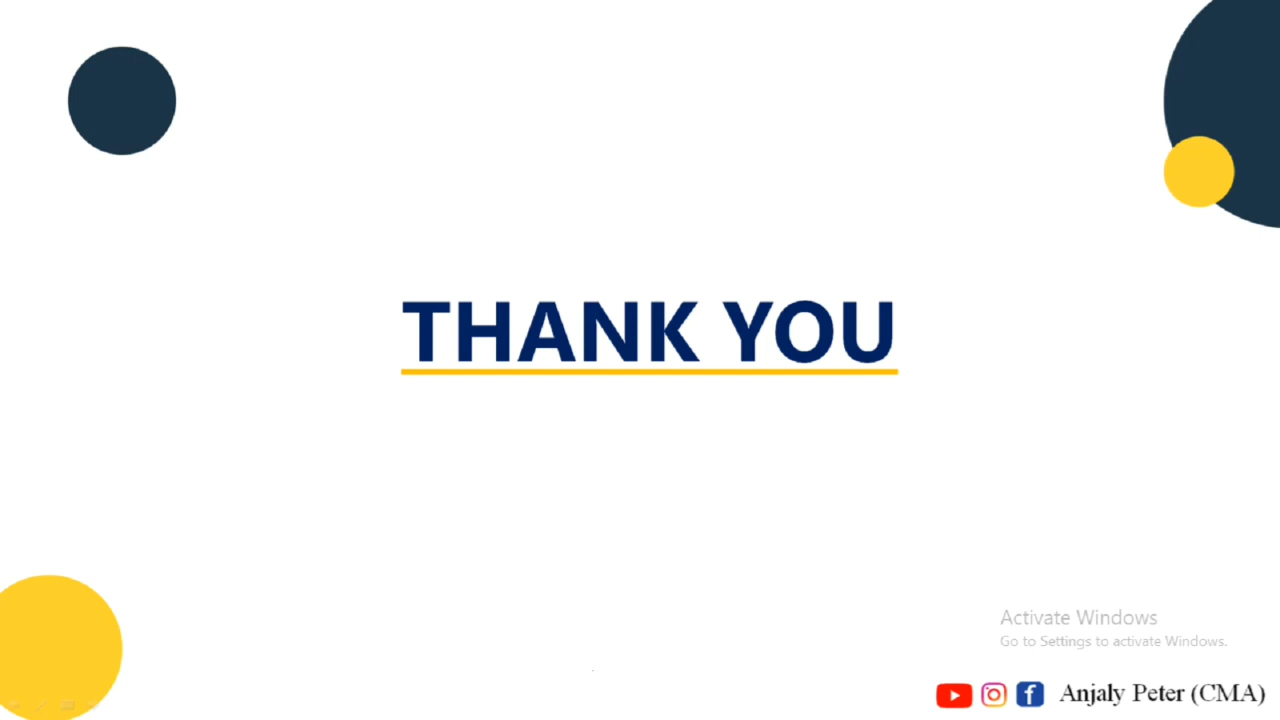 THANK YOU
Activate Windows
Go to Settings to activate Windows.
Anjaly Peter (CMA)